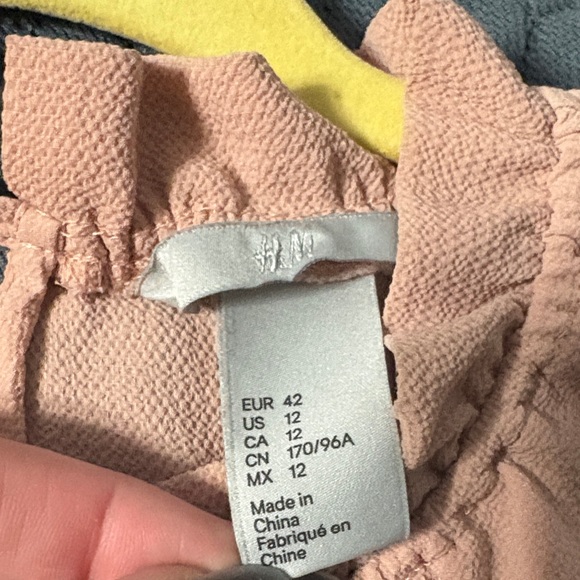 H&M
EUR 42
US 12
CA 12
CN 170/96A
MX 12
Made in
China
Fabriqué en
Chine